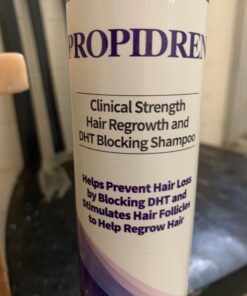 PROPIDREN
Clinical Strength
Hair Regrowth and
DHT Blocking Shampoo
Helps Prevent Hair Loss
by Blocking DHT and
Stimulates Hair Follicles
to Help Regrow Hair